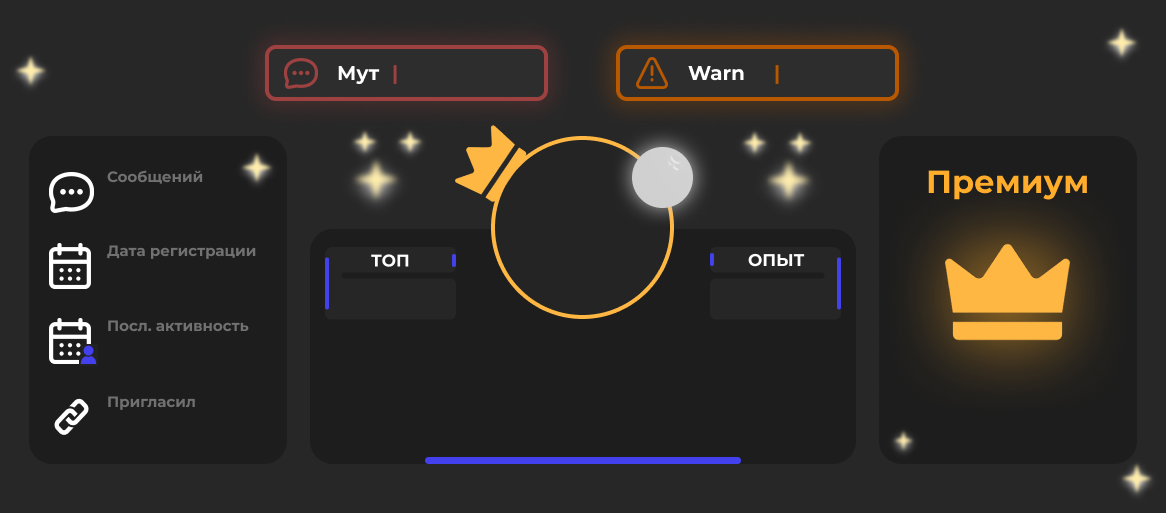 Мут |
Warn |
Сообщений
Дата регистрации
Посл. активность
Пригласил
ТОП
ОПЫТ
Премиум